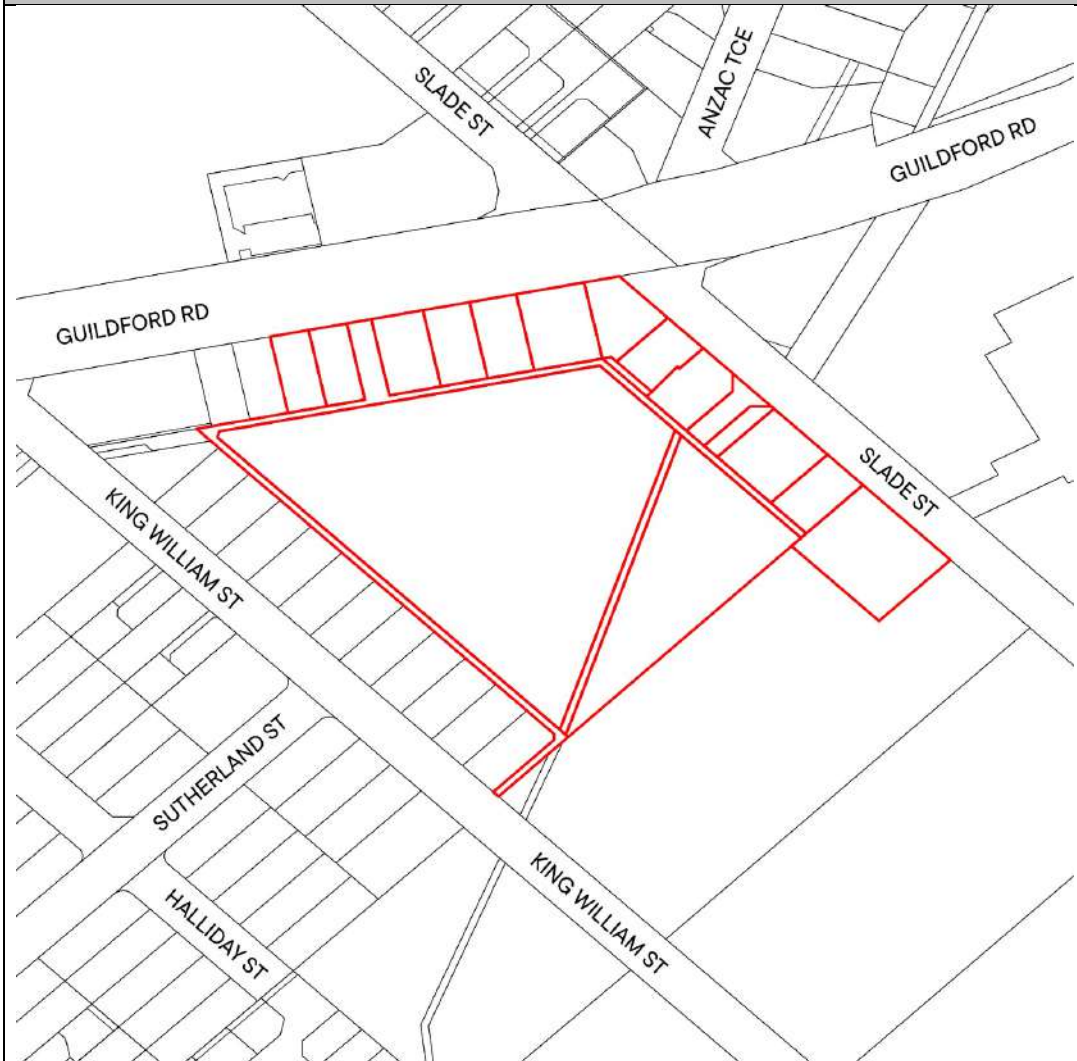 SLADE ST
ANZAC TCE
GUILDFORD RD
GUILDFORD RD
SLADE ST
KING WILLIAM ST
SUTHERLAND ST
KING WILLIAM ST
HALLIDAY ST